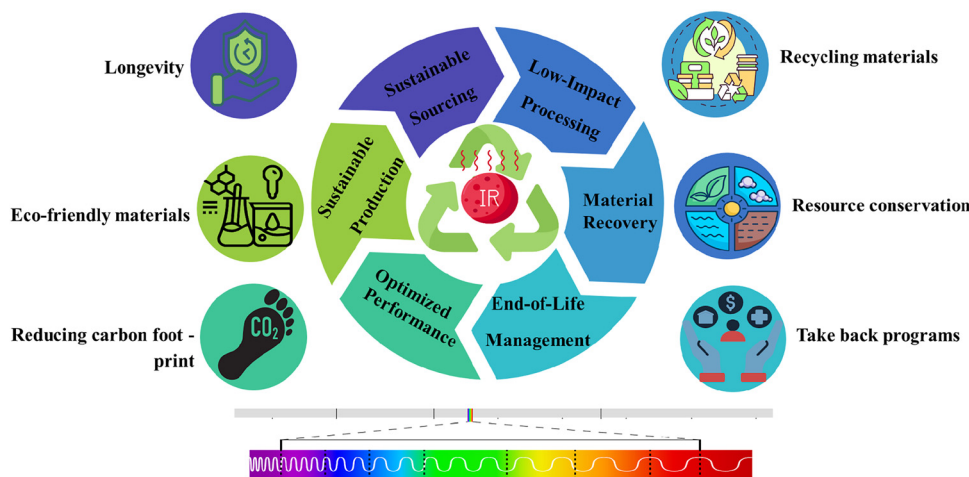 Longevity
Eco-friendly materials
Reducing carbon foot -
print
CO2
Sustainable
Sourcing
Low-Impact
Processing
Sustainable
Production
Material
Recovery
Optimized
Performance
End-of-Life
Management
IR
Recycling materials
Resource conservation
$
Take back programs